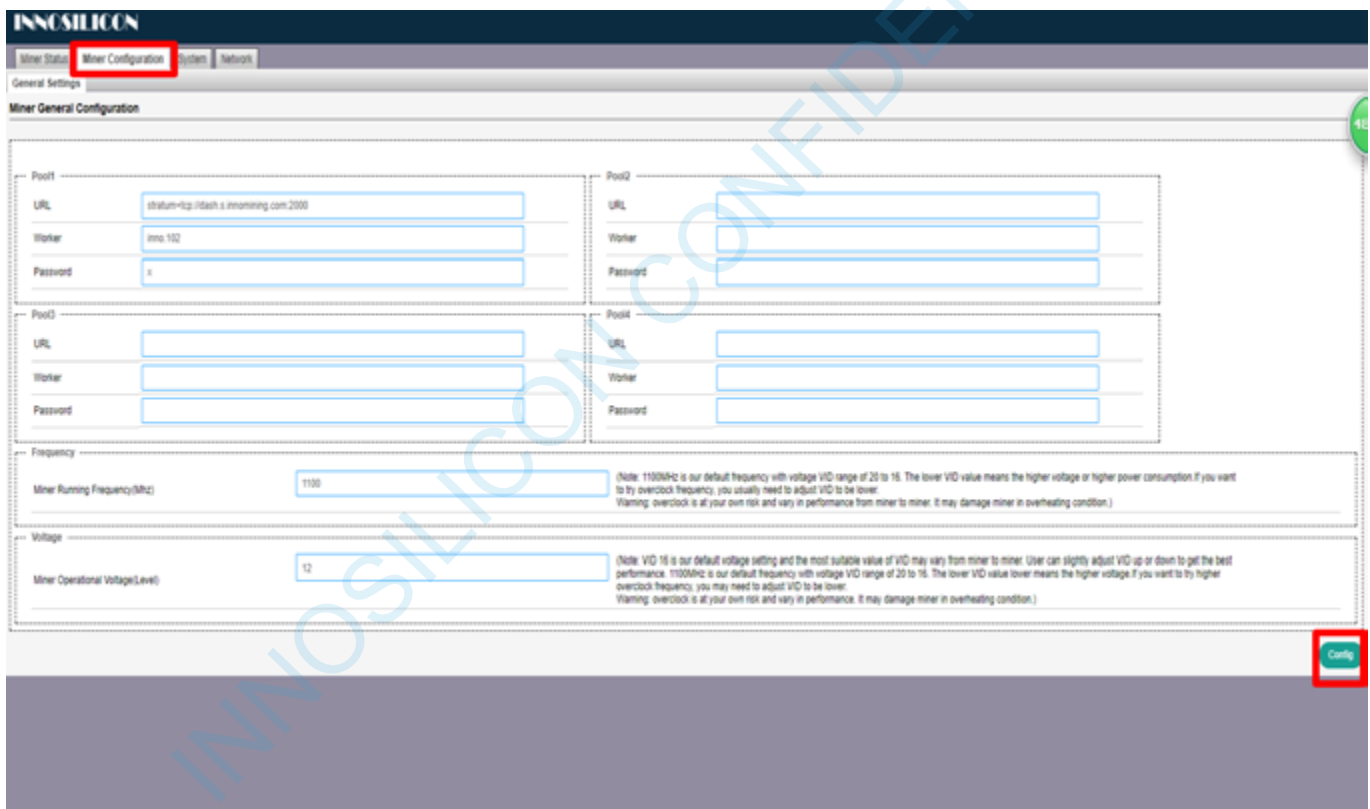 INNOSILICON
Miner Status Miner Configuration System Network
General Settings
Miner General Configuration
48
Pool1
URL stratum+tcp://dash.s.innomining.com:2000
Worker inno.102
Password x
Pool2
URL
Worker
Password
Pool3
URL
Worker
Password
Pool4
URL
Worker
Password
Frequency
Miner Running Frequency(Mhz) 1100
(Note: 1100MHz is our default frequency with voltage VID range of 20 to 16. The lower VID value means the higher voltage or higher power consumption.If you want
to try overclock frequency, you usually need to adjust VID to be lower.
Warning: overclock is at your own risk and vary in performance from miner to miner. It may damage miner in overheating condition.)
Voltage
Miner Operational Voltage(Level) 12
(Note: VID 16 is our default voltage setting and the most suitable value of VID may vary from miner to miner. User can slightly adjust VID up or down to get the best
performance. 1100MHz is our default frequency with voltage VID range of 20 to 16. The lower VID value lower means the higher voltage.If you want to try higher
overclock frequency, you may need to adjust VID to be lower.
Warning: overclock is at your own risk and vary in performance. It may damage miner in overheating condition.)
Config
INNOSILICON CONFIDE